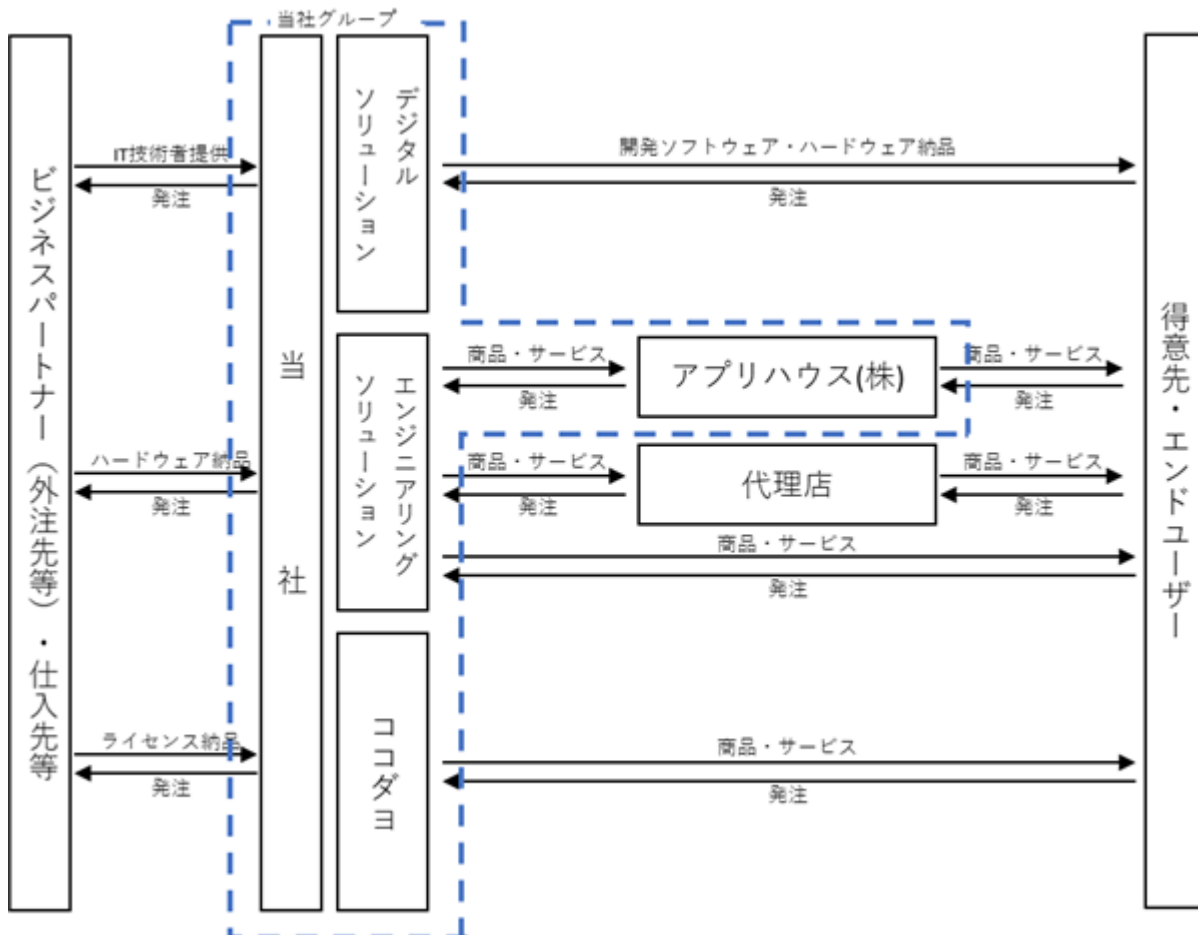 当社グループ
ビジネスパートナー（外注先等）・仕入先等
IT技術者提供
発注
ハードウェア納品
発注
ライセンス納品
発注
当社
デジタル
ソリューション
エンジニアリング
ソリューション
ココダヨ
開発ソフトウェア・ハードウェア納品
発注
商品・サービス
発注
アプリハウス(株)
商品・サービス
発注
商品・サービス
発注
代理店
商品・サービス
発注
商品・サービス
発注
商品・サービス
発注
得意先・エンドユーザー